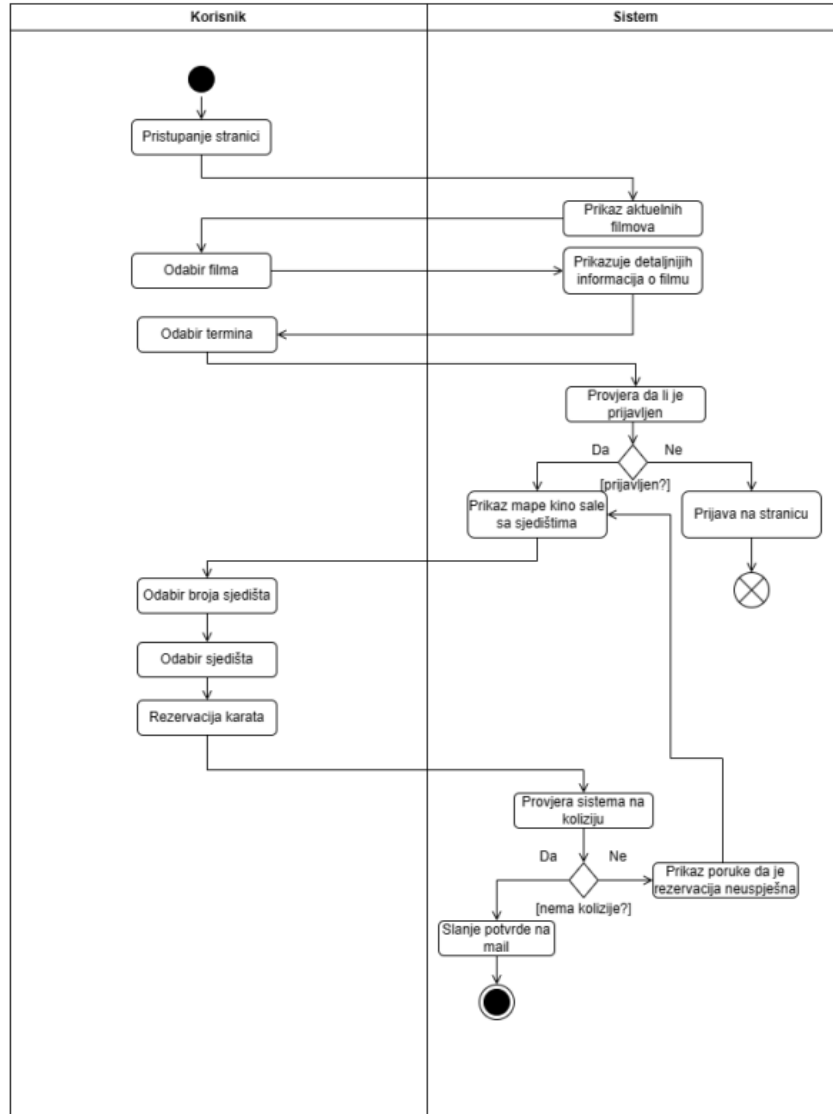 Korisnik
Sistem
Pristupanje stranici
Prikaz aktuelnih
filmova
Odabir filma
Prikazuje detaljnijih
informacija o filmu
Odabir termina
Provjera da li je
prijavljen
Da
Ne
[prijavljen?]
Prikaz mape kino sale
sa sjedištima
Prijava na stranicu
Odabir broja sjedišta
Odabir sjedišta
Rezervacija karata
Provjera sistema na
koliziju
Da
Ne
Prikaz poruke da je
rezervacija neuspješna
[nema kolizije?]
Slanje potvrde na
mail